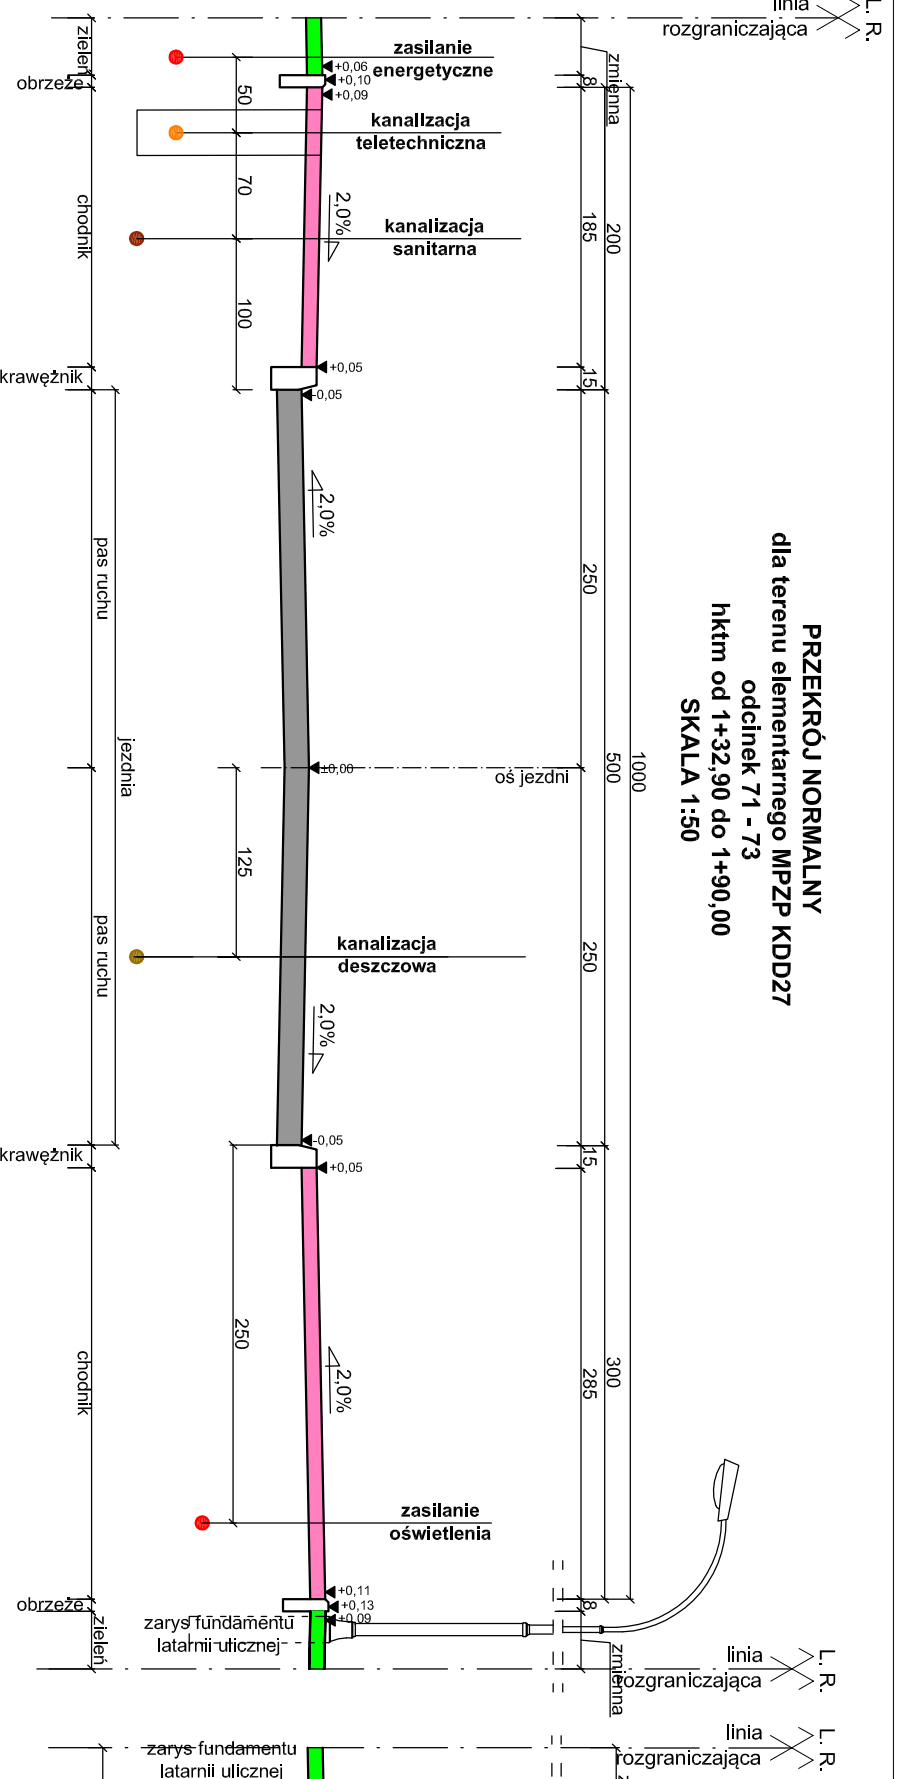 PRZEKRÓJ NORMALNY
dla terenu elementarnego MPZP KDD27
odcinek 71 - 73
hktm od 1+32,90 do 1+90,00
SKALA 1:50
linia
rozgraniczająca
L. R.
zieleń
obrzeże
chodnik
krawężnik
pas ruchu
jezdnia
pas ruchu
krawężnik
chodnik
obrzeże
zieleń
zasilanie
energetyczne
kanalizacja
teletechniczna
kanalizacja
sanitarna
oś jezdni
kanalizacja
deszczowa
zasilanie
oświetlenia
zarys fundamentu
latarnii ulicznej
+0,06
+0,10
+0,09
+0,05
-0,05
±0,00
-0,05
+0,05
+0,11
+0,13
+0,09
2,0%
2,0%
2,0%
2,0%
50
70
100
125
250
zmienna
8
185
15
250
250
15
285
8
zmienna
200
500
300
1000
linia
rozgraniczająca
L. R.
linia
rozgraniczająca
L. R.
zarys fundamentu
latarnii ulicznej